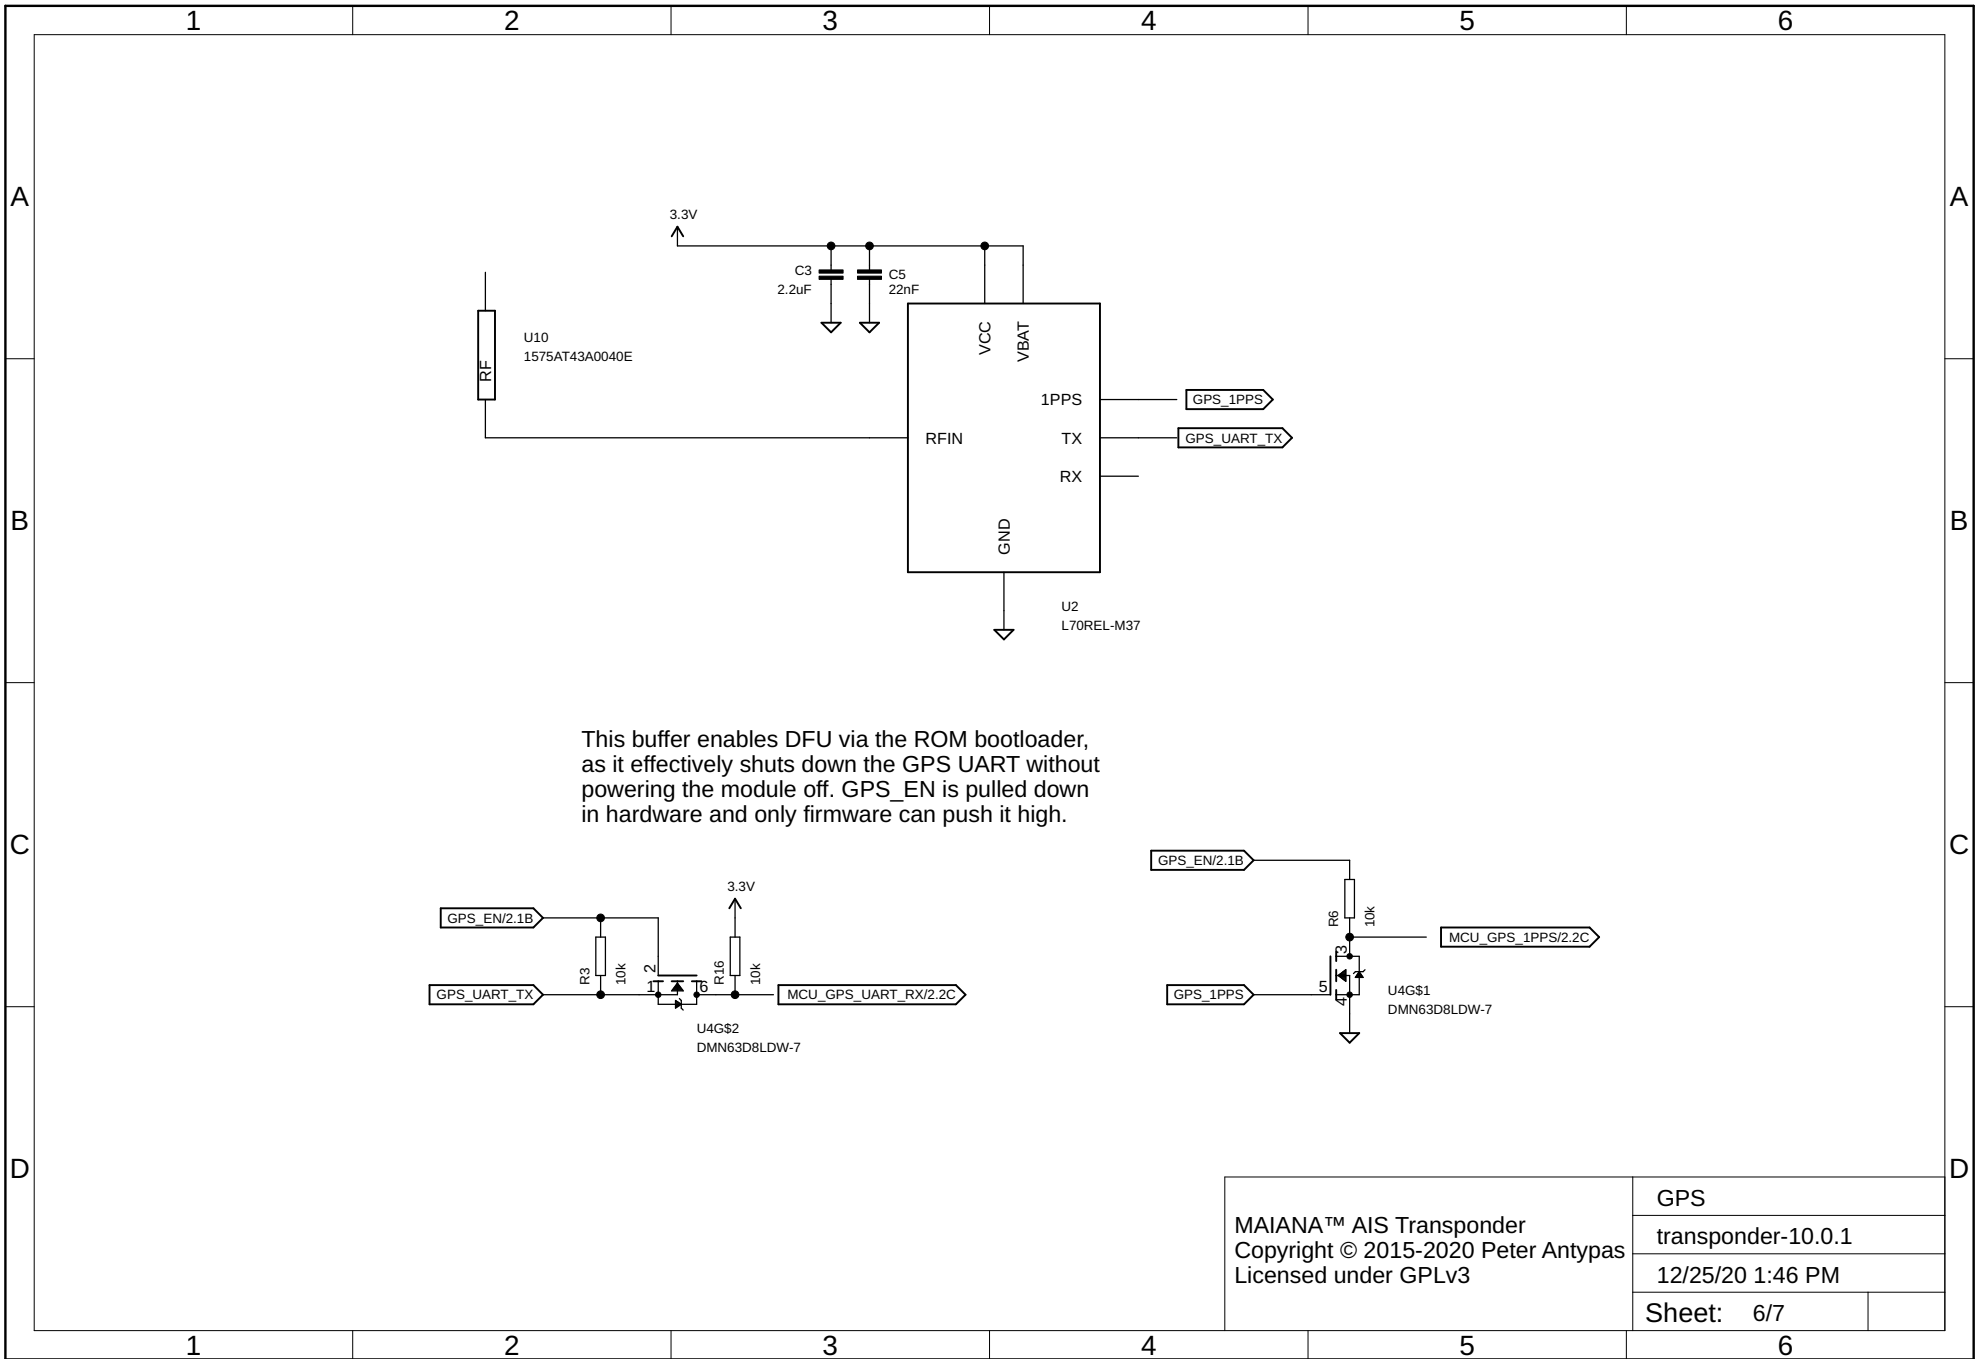 1 2 3 4 5 6
A A
3.3V
C3
2.2uF
C5
22nF
U10
1575AT43A0040E
RF
VCC
VBAT
1PPS
GPS_1PPS
RFIN
TX
GPS_UART_TX
RX
B B
GND
U2
L70REL-M37
This buffer enables DFU via the ROM bootloader,
as it effectively shuts down the GPS UART without
powering the module off. GPS_EN is pulled down
in hardware and only firmware can push it high.
C C
GPS_EN/2.1B
3.3V
GPS_EN/2.1B
R3
10k
2
R16
10k
1
6
GPS_UART_TX
MCU_GPS_UART_RX/2.2C
U4G$2
DMN63D8LDW-7
R6
10k
MCU_GPS_1PPS/2.2C
3
5
4
GPS_1PPS
U4G$1
DMN63D8LDW-7
D D
MAIANA™ AIS Transponder
Copyright © 2015-2020 Peter Antypas
Licensed under GPLv3
GPS
transponder-10.0.1
12/25/20 1:46 PM
Sheet: 6/7
1 2 3 4 5 6